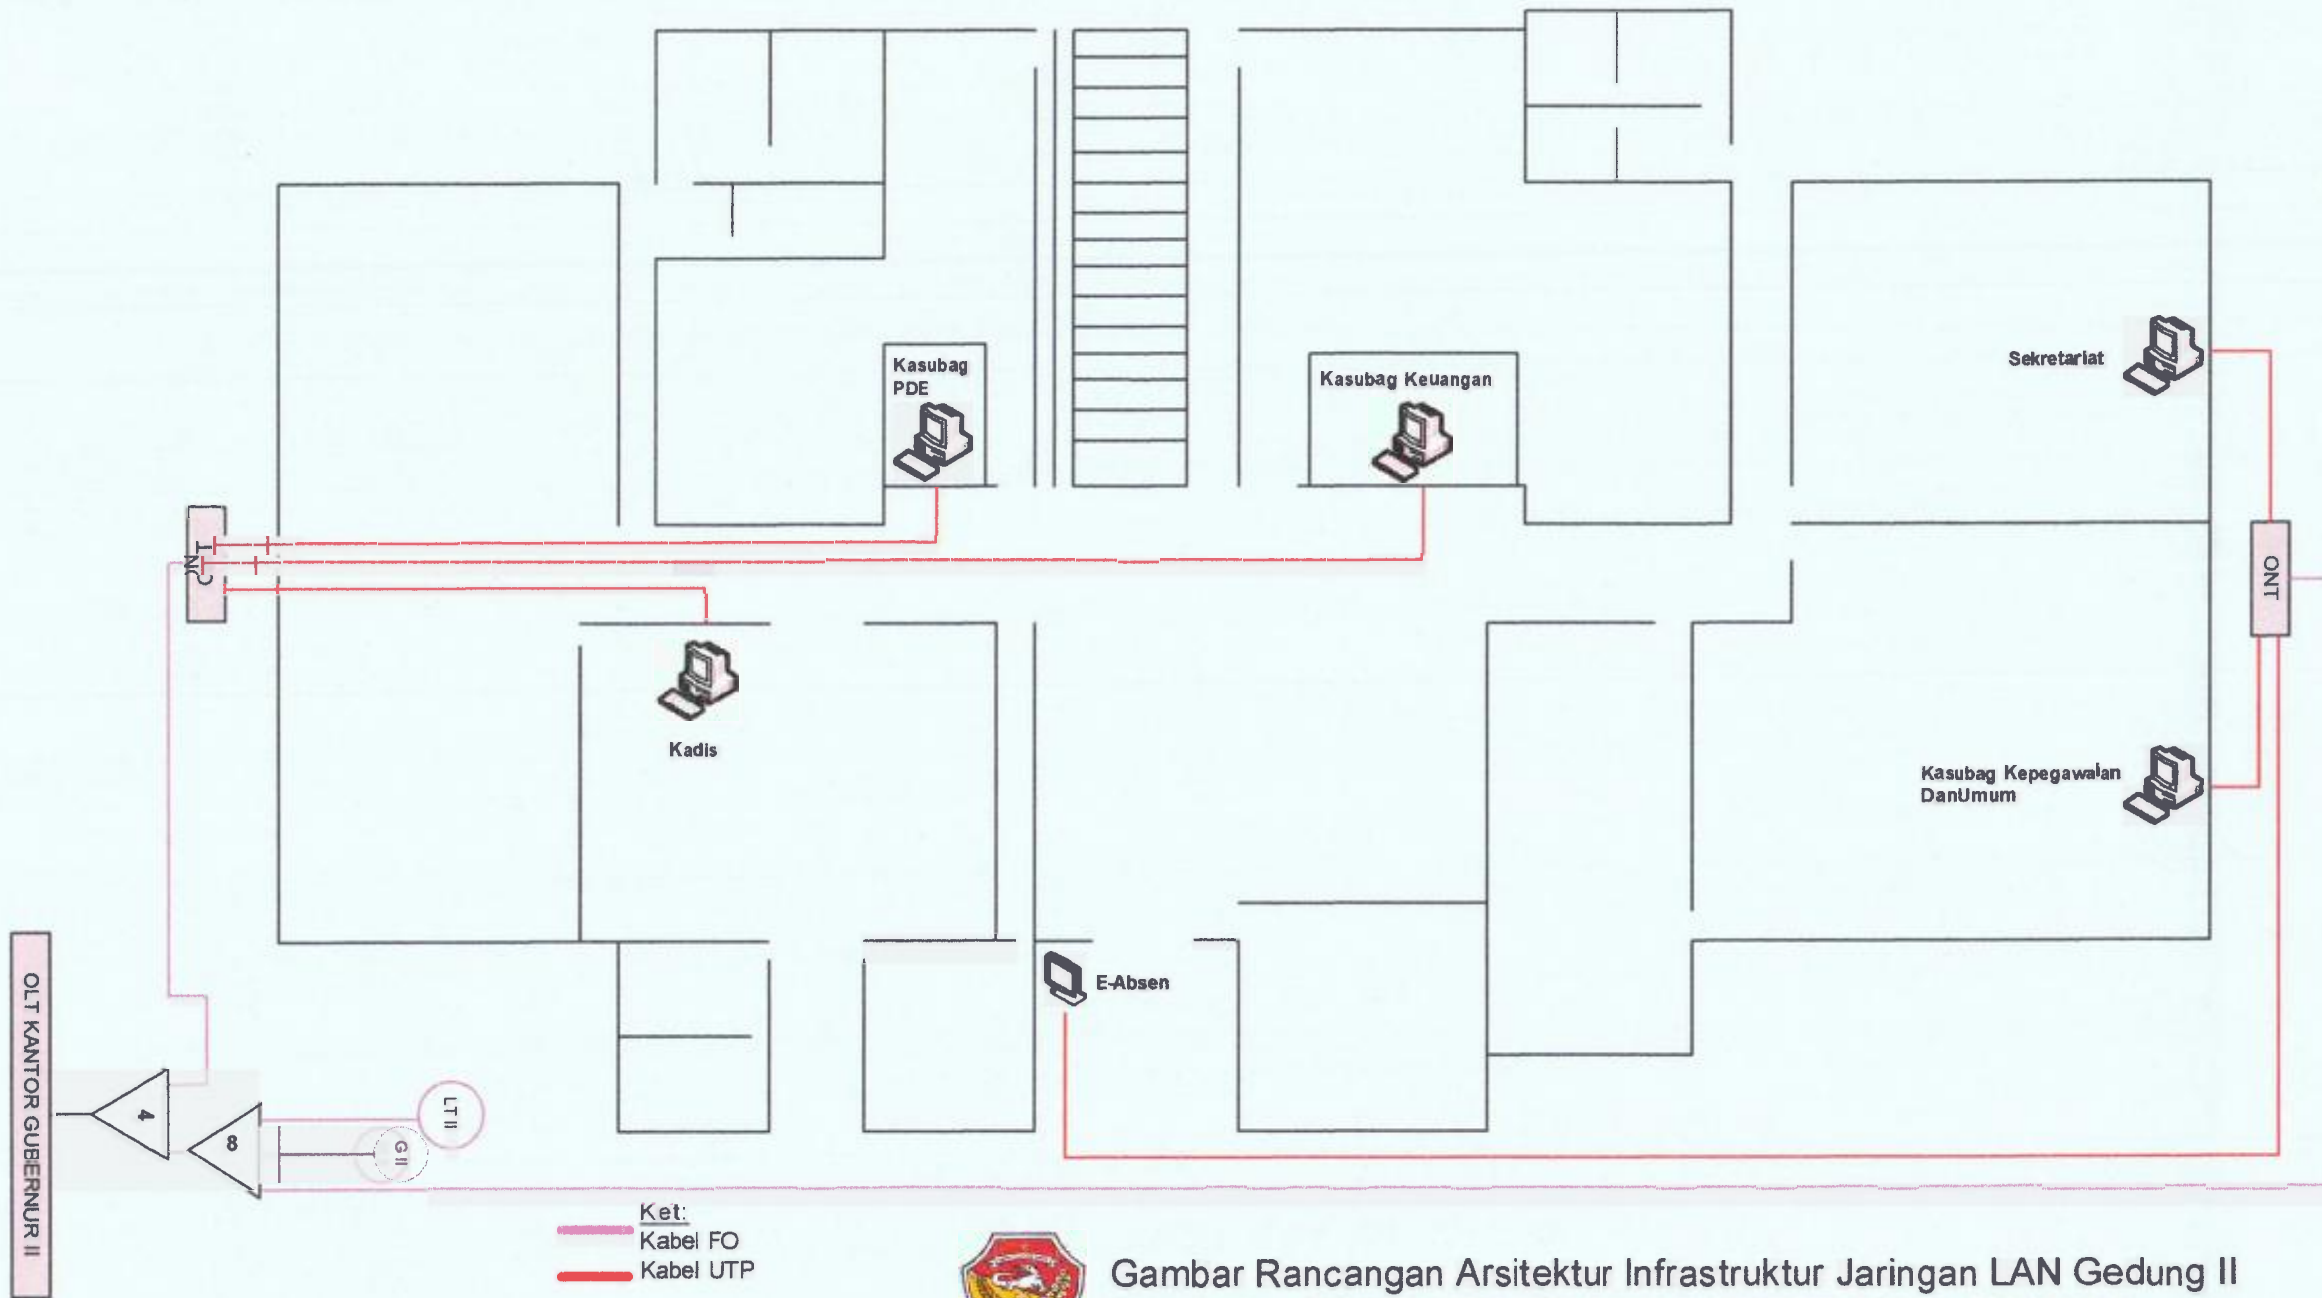 Kasubag
PDE
Kasubag Keuangan
Sekretariat
ONT
ONT
Kadis
Kasubag Kepegawaian
DanUmum
E-Absen
OLT KANTOR GUBERNUR II
4
8
LT II
G II
Ket:
Kabel FO
Kabel UTP
Gambar Rancangan Arsitektur Infrastruktur Jaringan LAN Gedung II